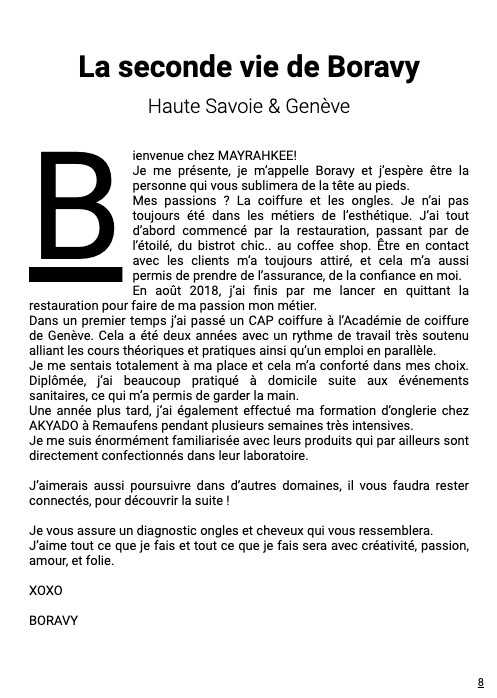 La seconde vie de Boravy
Haute Savoie & Genève
Bienvenue chez MAYRAHKEE!
Je me présente, je m’appelle Boravy et j’espère être la
personne qui vous sublimera de la tête au pieds.
Mes passions ? La coiffure et les ongles. Je n’ai pas
toujours été dans les métiers de l’esthétique. J’ai tout
d’abord commencé par la restauration, passant par de
l’étoilé, du bistrot chic.. au coffee shop. Être en contact
avec les clients m’a toujours attiré, et cela m’a aussi
permis de prendre de l’assurance, de la confiance en moi.
En août 2018, j’ai finis par me lancer en quittant la
restauration pour faire de ma passion mon métier.
Dans un premier temps j’ai passé un CAP coiffure à l’Académie de coiffure
de Genève. Cela a été deux années avec un rythme de travail très soutenu
alliant les cours théoriques et pratiques ainsi qu’un emploi en parallèle.
Je me sentais totalement à ma place et cela m’a conforté dans mes choix.
Diplômée, j’ai beaucoup pratiqué à domicile suite aux événements
sanitaires, ce qui m’a permis de garder la main.
Une année plus tard, j’ai également effectué ma formation d’onglerie chez
AKYADO à Remaufens pendant plusieurs semaines très intensives.
Je me suis énormément familiarisée avec leurs produits qui par ailleurs sont
directement confectionnés dans leur laboratoire.
J’aimerais aussi poursuivre dans d’autres domaines, il vous faudra rester
connectés, pour découvrir la suite !
Je vous assure un diagnostic ongles et cheveux qui vous ressemblera.
J’aime tout ce que je fais et tout ce que je fais sera avec créativité, passion,
amour, et folie.
XOXO
BORAVY
8